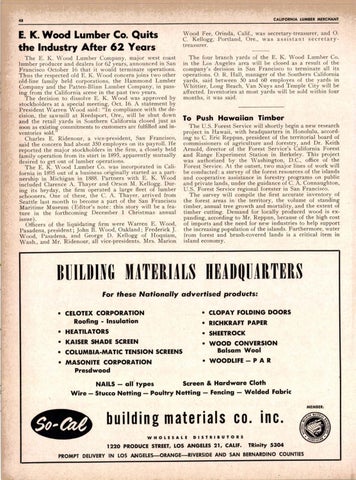 48
CALIFORNIA LUMBER MERCHANT
E. K. Wood Lumber Co. Quits
the Industry After 62 Years
The E. K. Wood Lumber Company, major west coast
lumber producer and dealers for 62 years, announced in San
Francisco October 16 that it would terminate operations.
Thus the respected old E. K. Wood concern joins two other
old-line family held corporations, the Hammond Lumber
Company and the Patten-Blinn Lumber Company, in passing from the California scene in the past two years.
The decision to dissolve E. K. Wood was approved by
stockholders at a special meeting, Oct. 16. A statement by
President Warren Wood said: "In compliance with the decision, the sawmill at Reedsport, Ore., will be shut down
and the retail in Southern California closed just as
soon as existing commitments to customers are fulfilled and inventories sold.
Charles E. Ridenour, a vice-president, San Francisco,
said the concern had about 350 employes on its payroll. He
reported the major stockholders in the firm, a closely held
family operation from its start in 1895, apparently mutually
desired to get out of lumber operations.
The E. K. Wood Lumber Co. was incorporated in California in 1895 out of a business originally started as a partnership in Michigan in 1888. Partners with E. K. Wood
included Clarence A. Thayer and Orson M. Kellogg. During its heyday, the firm operated a large fleet of lumber
schooners. One of these, the C. A. Thayer arrived from
Seattle last month to become a part of the San Francisco
Maritime Museum (Editor's note: this story will be a feature in the forthcoming December 1 Christmas annual
issue).
Officers of the liquidating firm were Warren E. Wood,
Pasadena, president; John B. Wood, Oakland; Frederick J.
Wood, Pasadena, and George D. Kellogg of Hoquiam,
Wash., and Mr. Ridenour, all vice-presidents. Mrs. Marion
Wood Fee, Orinda, Calif., was secretary treasurer, and O.
C. Kellogg, Portland, Ore., was assistant secretary-
treasurer.
The four branch yards of the E. K. Wood Lumber Co.
in the Los Angeles area will be closed as a result of the
company's decision in San Francisco to terminate all its
operations. O. R. Hall, manager of the Southern California
yards, said between 50 and 60 employes of the yards in
Whittier, Long Beach, Van Nuys and Temple City will be
affected. Inventories at most yards will be sold within four
months, it was said.
To Push Hawaiian Timber
The U.S. Forest Service will shortly begin a new research
project in Hawaii, with headquarters in Honolulu, according to C. Eric Reppun, president of the territorial board of
commissioners of agriculture and forestry, and Dr. Keith
Arnold, director of the Forest Service's California Forest
and Range Experiment Station in Berkeley. This project
was authorized by the Washington, D.C., office of the
Forest Service. At the outset, two major lines of work will
be conducted: a survey of the forest resources of the islands
and cooperative assistance in forestry programs on public
and private lands, under the guidance of C. A. Connaughton,
U.S. Forest Service regional forester in San Francisco.
The survey will compile the first accurate inventory of
the forest areas in the territory, the volume of standing
timber, annual tree growth and mortality, and the extent of
timber cutting. Demand for locally produced wood is expanding, according to Mr. Reppun, because of the high cost
of imports and the need for new industries to help support
the increasing population of the islands. Furthermore, water
from forest and brush-covered lands is a critical item in
island economy.
BUILDING MATERIALS HEADQUARTERS
For these Nationally advertised products:
• CELOTEX CORPORATION
Roofing - Insulation
• HEATILATORS
• KAISER SHADE SCREEN
• COLUMBIA-MATIC TENSION SCREENS
• MASONITE CORPORATION
Presdwood
• CLOPAY FOLDING DOORS
• RICHKRAFT PAPER
• SHEETROCK
• WOOD CONVERSION
Balsam Wool
• WOODLIFE — P A R
NAILS — all types Screen & Hardware Cloth
Wire — Stucco Netting — Poultry Netting — Fencing — Welded Fabric
So-Cal
building materials co. inc.
MEMBER:
WHOLESALE DISTRIBUTORS
1220 PRODUCE STREET, LOS ANGELES 21, CALIF. TRinity 5304
PROMPT DELIVERY IN LOS ANGELES—ORANGE—RIVERSIDE AND SAN BERNARDINO COUNTIES